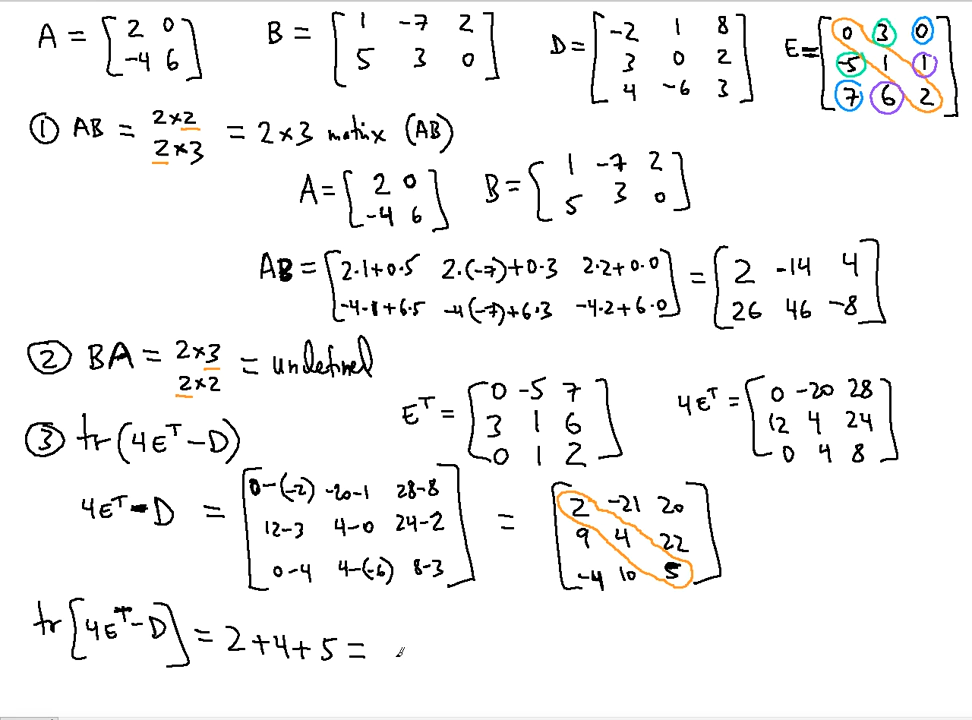 A = [2 0; -4 6] B = [1 -7 2; 5 3 0] D = [-2 1 8; 3 0 2; 4 -6 3] E = [0 3 0; -5 1 1; 7 6 2]
① AB = 2×2 2×3 = 2×3 matrix (AB)
A = [2 0; -4 6] B = [1 -7 2; 5 3 0]
AB = [2·1+0·5 2·(-7)+0·3 2·2+0·0; -4·1+6·5 -4(-7)+6·3 -4·2+6·0] = [2 -14 4; 26 46 -8]
② BA = 2×3 2×2 = undefined
③ tr(4Eᵀ-D) Eᵀ = [0 -5 7; 3 1 6; 0 1 2] 4Eᵀ = [0 -20 28; 12 4 24; 0 4 8]
4Eᵀ-D = [0-(-2) -20-1 28-8; 12-3 4-0 24-2; 0-4 4-(-6) 8-3] = [2 -21 20; 9 4 22; -4 10 5]
tr[4Eᵀ-D] = 2+4+5 =